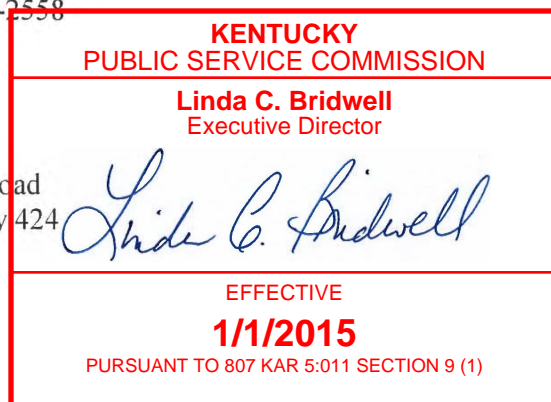 -2558
KENTUCKY
PUBLIC SERVICE COMMISSION
Linda C. Bridwell
Executive Director
oad
y 424
Linda C. Bridwell
EFFECTIVE
1/1/2015
PURSUANT TO 807 KAR 5:011 SECTION 9 (1)